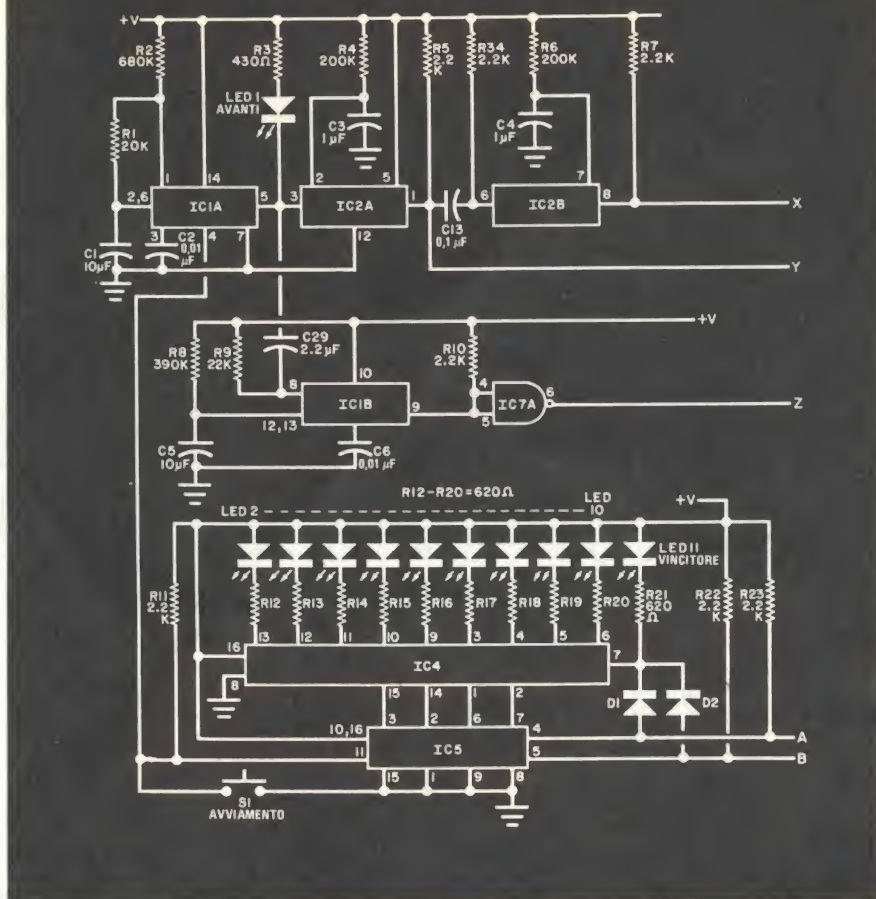 +V
R2
680K
R3
430Ω
R4
200K
R5
2.2
K
R34
2.2K
R6
200K
R7
2.2K
LED I
AVANTI
C3
1µF
C4
1µF
R1
20K
1
14
2
5
7
2,6
IC1A
5
3
IC2A
1
6
IC2B
8
X
C13
0,1 µF
3
C2
0,01
µF
4
7
12
C1
10µF
Y
+V
R8
390K
R9
22K
C29
2.2µF
R10
2.2K
10
8
IC1B
9
4
5
IC7A
6
Z
12,13
C5
10µF
C6
0,01 µF
R12-R20=620Ω
+V
LED 2
LED
10
LED II
VINCITORE
R11
2.2
K
R12
R13
R14
R15
R16
R17
R18
R19
R20
R21
620
Ω
R22
2.2
K
R23
2.2
K
13
12
11
10
9
3
4
5
6
16
8
IC4
7
15
14
1
2
D1
D2
3
2
6
7
10,16
11
IC5
4
5
A
B
15
1
9
8
S1
AVVIAMENTO